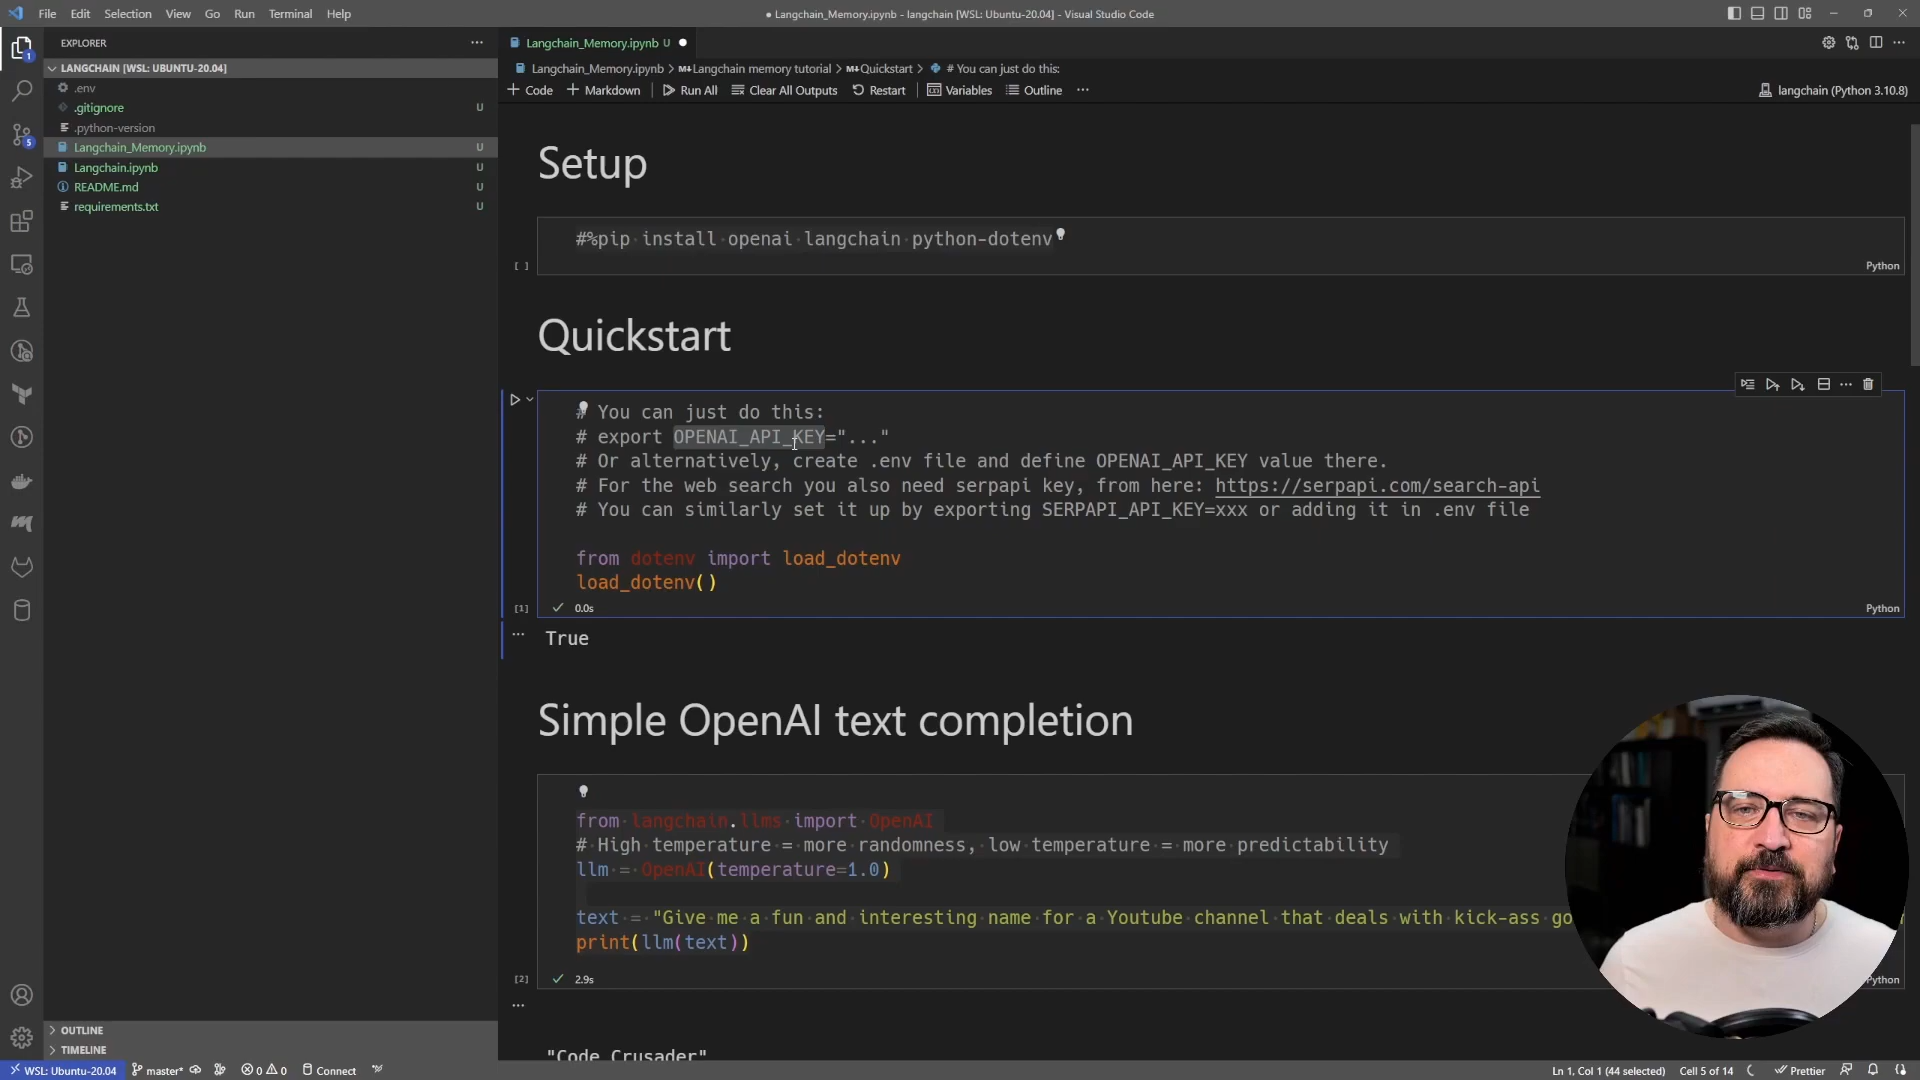 File Edit Selection View Go Run Terminal Help
● Langchain_Memory.ipynb - langchain [WSL: Ubuntu-20.04] - Visual Studio Code
EXPLORER
LANGCHAIN [WSL: UBUNTU-20.04]
.env
.gitignore U
.python-version
Langchain_Memory.ipynb U
Langchain.ipynb U
README.md U
requirements.txt U
OUTLINE
TIMELINE
1
5
Langchain_Memory.ipynb U ●
Langchain_Memory.ipynb > M↓Langchain memory tutorial > M↓Quickstart > # You can just do this:
+ Code + Markdown Run All Clear All Outputs Restart Variables Outline ···
langchain (Python 3.10.8)
Setup
#%pip install openai langchain python-dotenv
[ ]
Python
Quickstart
# You can just do this:
# export OPENAI_API_KEY="..."
# Or alternatively, create .env file and define OPENAI_API_KEY value there.
# For the web search you also need serpapi key, from here: https://serpapi.com/search-api
# You can similarly set it up by exporting SERPAPI_API_KEY=xxx or adding it in .env file
from dotenv import load_dotenv
load_dotenv()
[1] ✓ 0.0s
Python
True
Simple OpenAI text completion
from langchain.llms import OpenAI
# High temperature = more randomness, low temperature = more predictability
llm = OpenAI(temperature=1.0)
text = "Give me a fun and interesting name for a Youtube channel that deals with kick-ass
print(llm(text))
[2] ✓ 2.9s
Python
"Code Crusader"
WSL: Ubuntu-20.04 master* 0 0 Connect
Ln 1, Col 1 (44 selected) Cell 5 of 14 Prettier